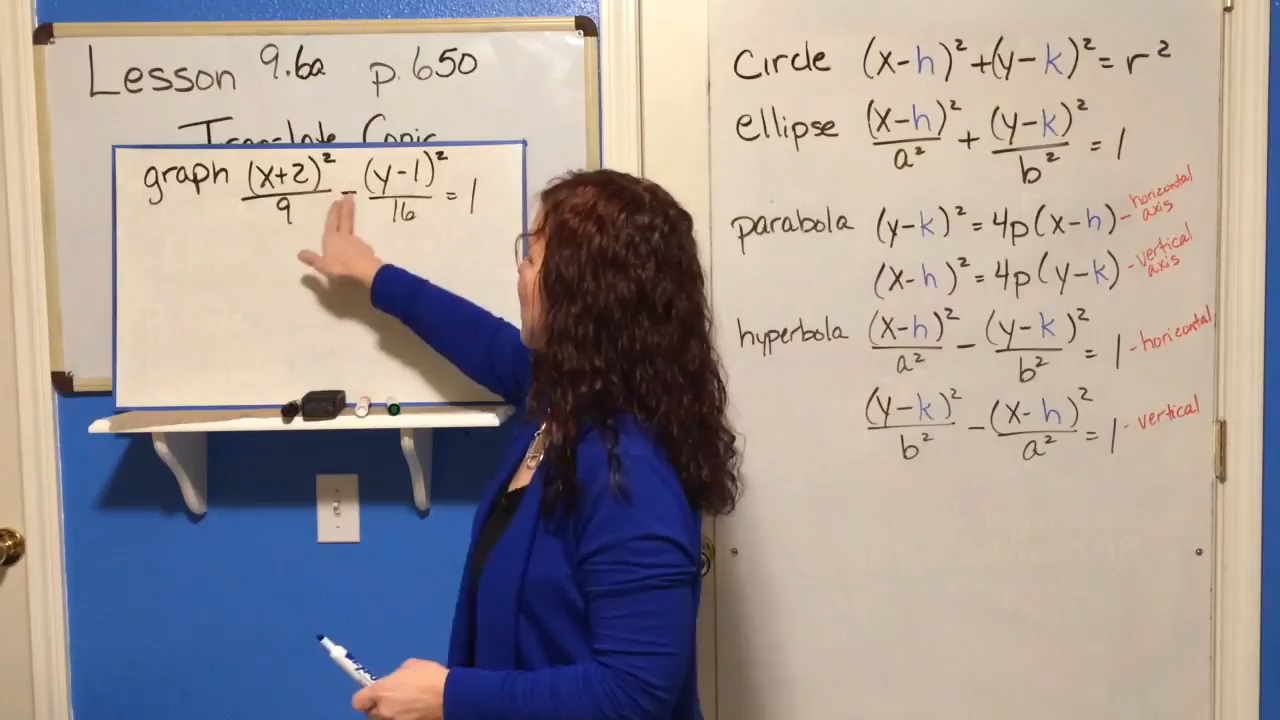 Lesson 9.6a p.650
Translate Conic
graph (x+2)²/9 - (y-1)²/16 = 1
Circle (x-h)²+(y-k)²=r²
ellipse (x-h)²/a² + (y-k)²/b² = 1
parabola (y-k)²=4p(x-h) - horizontal axis
(x-h)²=4p(y-k) - vertical axis
hyperbola (x-h)²/a² - (y-k)²/b² = 1 - horizontal
(y-k)²/b² - (x-h)²/a² = 1 - vertical